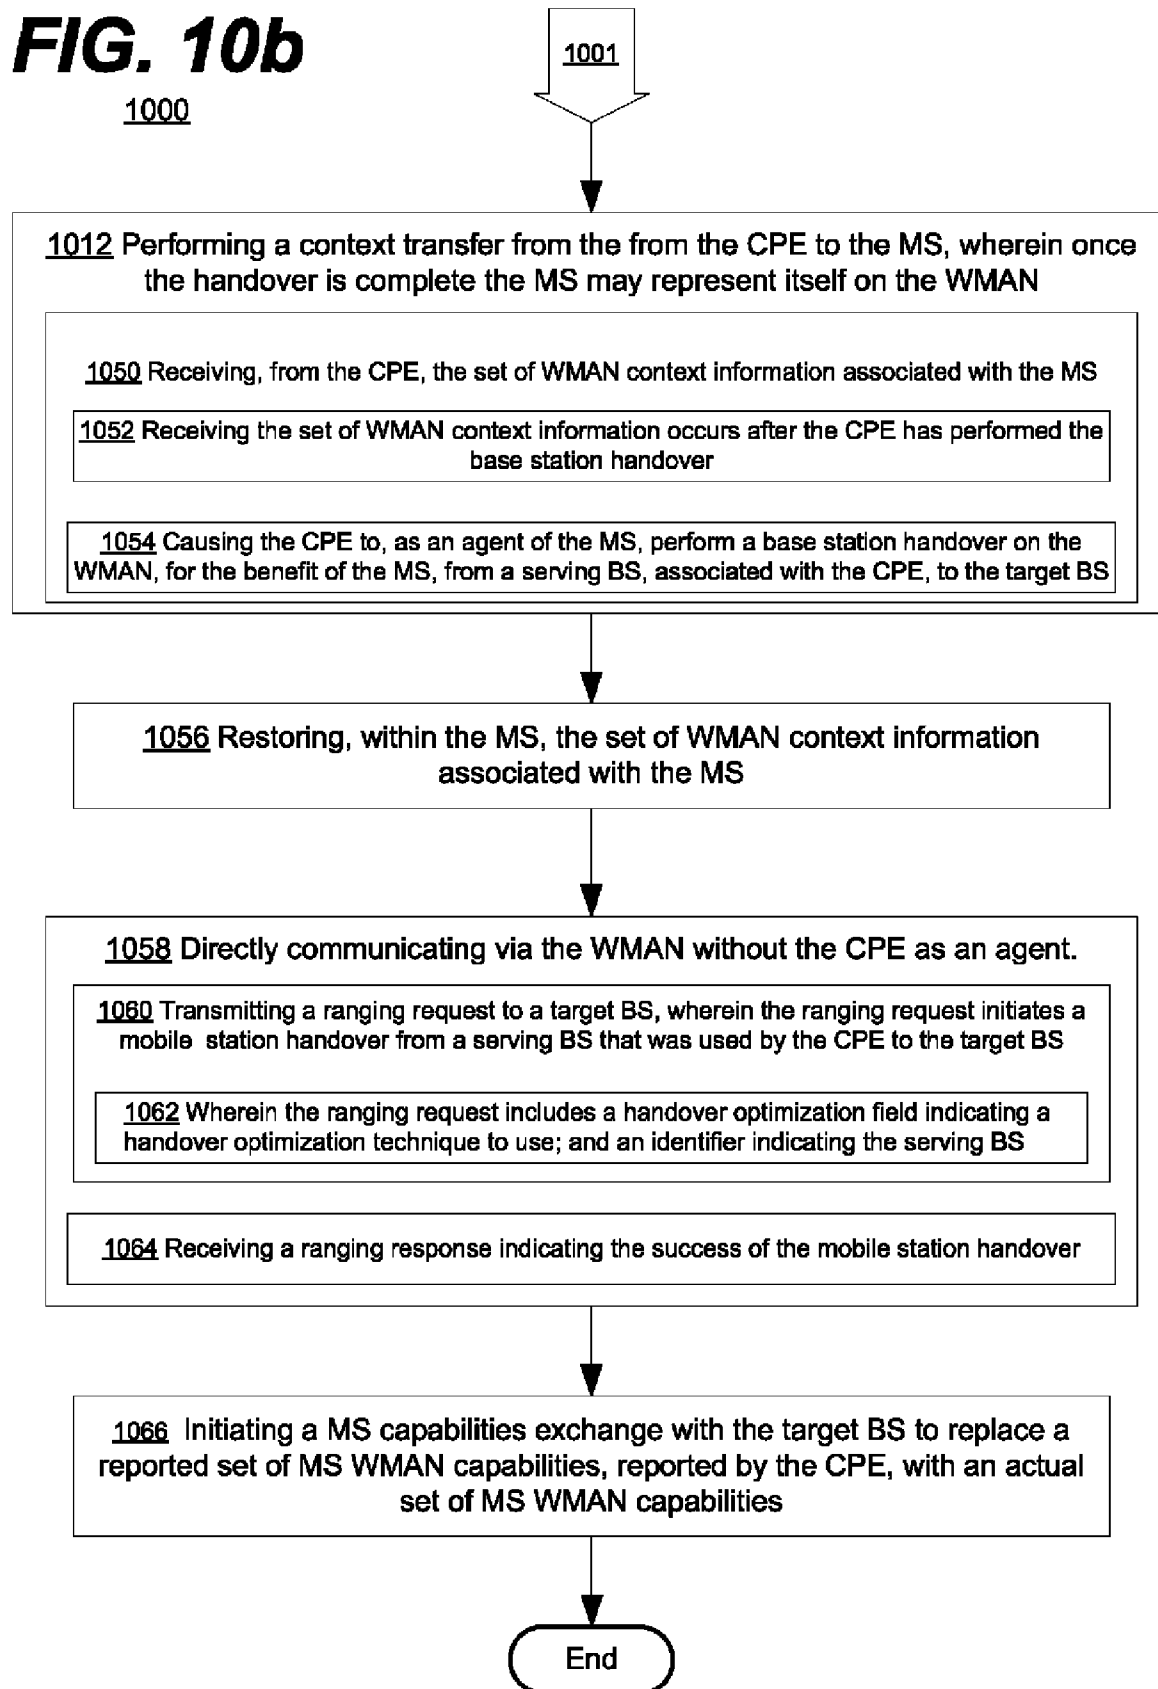 FIG. 10b
1000
1001
1012 Performing a context transfer from the from the CPE to the MS, wherein once
the handover is complete the MS may represent itself on the WMAN
1050 Receiving, from the CPE, the set of WMAN context information associated with the MS
1052 Receiving the set of WMAN context information occurs after the CPE has performed the
base station handover
1054 Causing the CPE to, as an agent of the MS, perform a base station handover on the
WMAN, for the benefit of the MS, from a serving BS, associated with the CPE, to the target BS
1056 Restoring, within the MS, the set of WMAN context information
associated with the MS
1058 Directly communicating via the WMAN without the CPE as an agent.
1060 Transmitting a ranging request to a target BS, wherein the ranging request initiates a
mobile station handover from a serving BS that was used by the CPE to the target BS
1062 Wherein the ranging request includes a handover optimization field indicating a
handover optimization technique to use; and an identifier indicating the serving BS
1064 Receiving a ranging response indicating the success of the mobile station handover
1066 Initiating a MS capabilities exchange with the target BS to replace a
reported set of MS WMAN capabilities, reported by the CPE, with an actual
set of MS WMAN capabilities
End